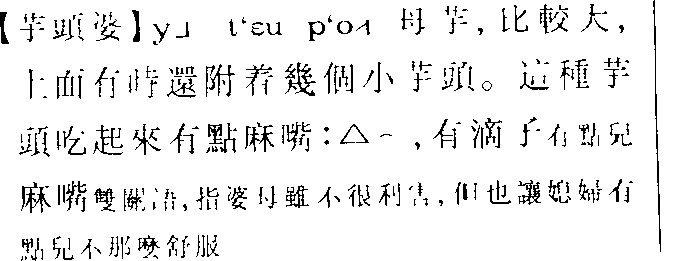 【芋頭婆】y˩ t‘ɛu p‘o˧ 母芋，比較大，
上面有時還附着幾個小芋頭。這種芋
頭吃起來有點麻嘴：△～，有滴子有點兒
麻嘴雙關語，指婆母雖不很利害，但也讓媳婦有
點兒不那麼舒服